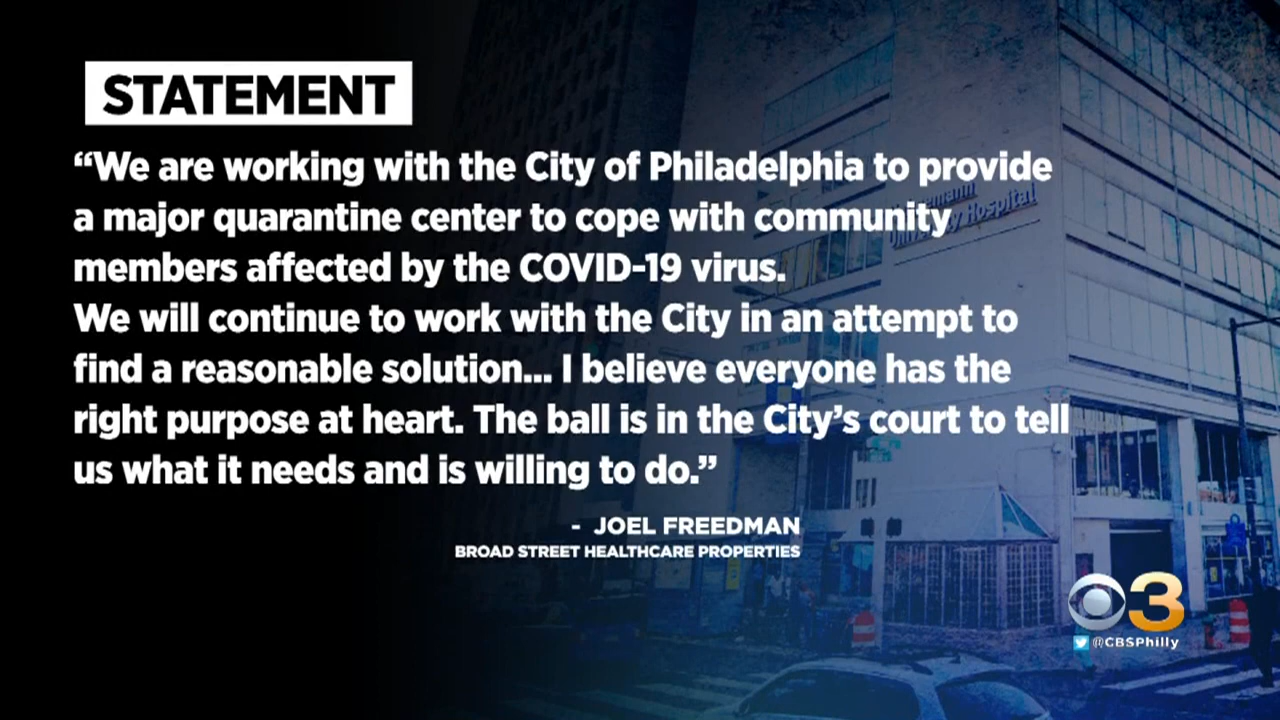 STATEMENT
“We are working with the City of Philadelphia to provide
a major quarantine center to cope with community
members affected by the COVID-19 virus.
We will continue to work with the City in an attempt to
find a reasonable solution... I believe everyone has the
right purpose at heart. The ball is in the City’s court to tell
us what it needs and is willing to do.”
- JOEL FREEDMAN
BROAD STREET HEALTHCARE PROPERTIES
University Hospital
3
@CBSPhilly